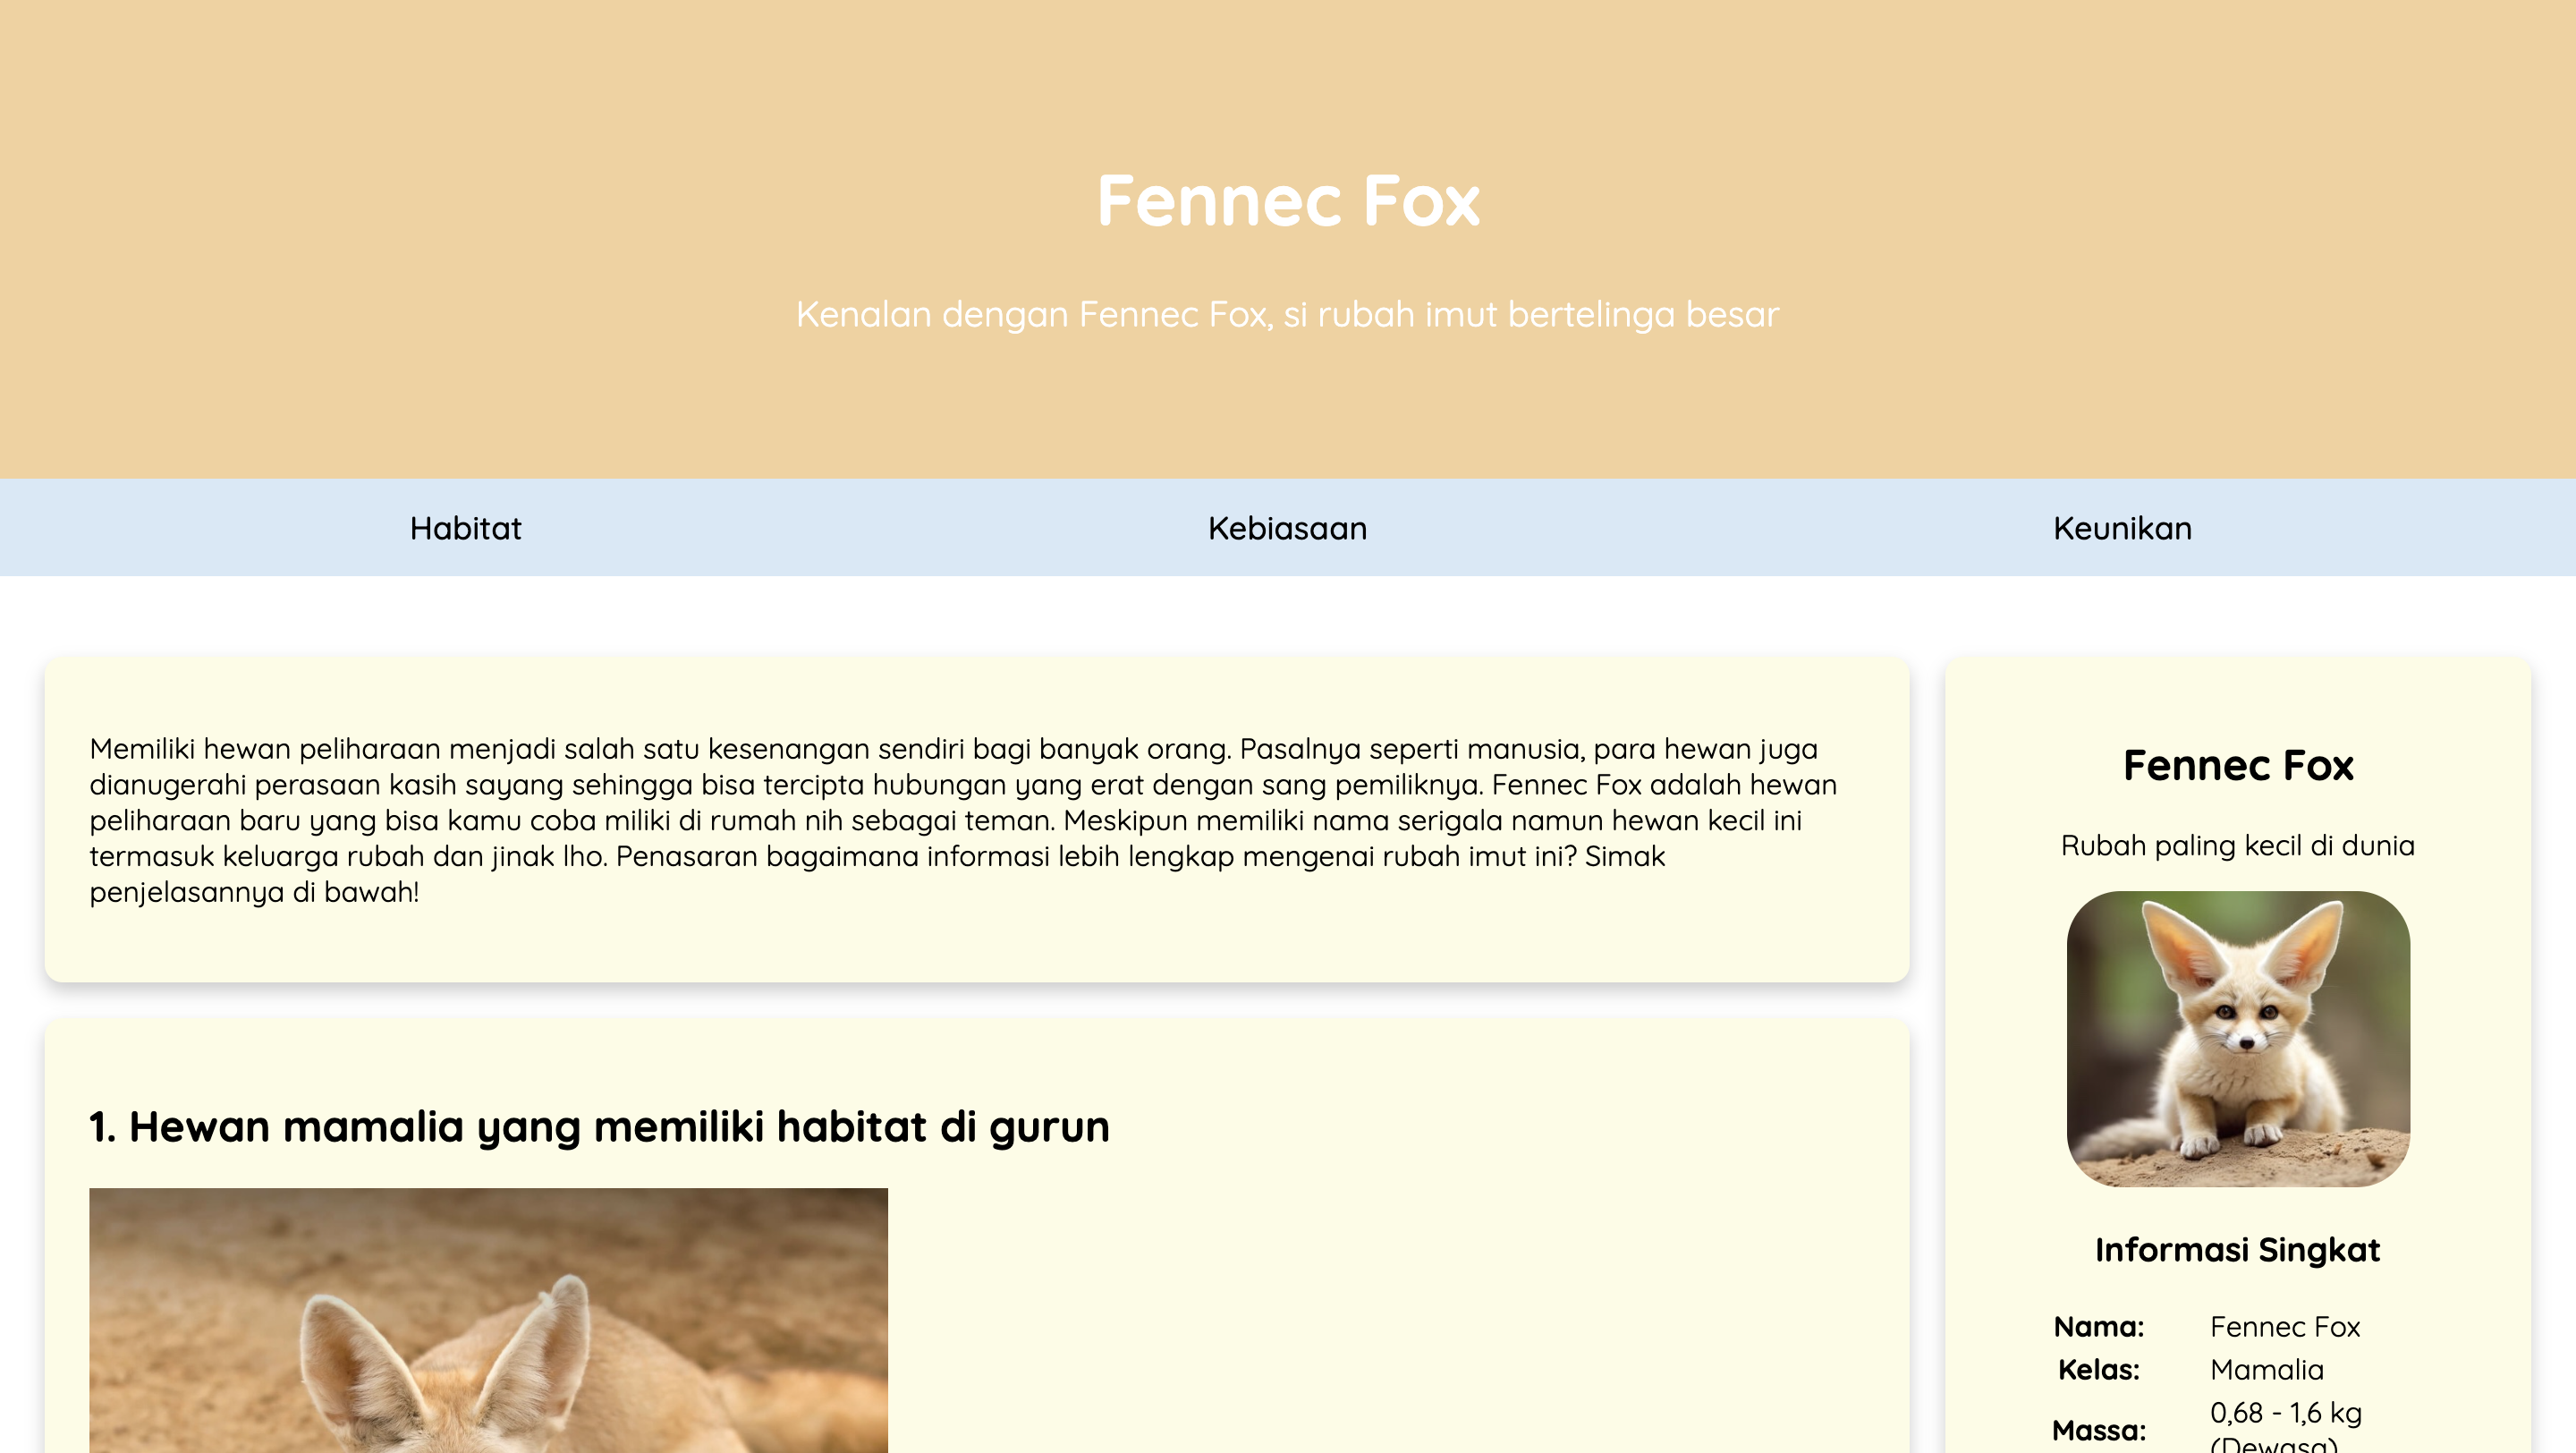 Fennec Fox
Kenalan dengan Fennec Fox, si rubah imut bertelinga besar
Habitat
Kebiasaan
Keunikan
Memiliki hewan peliharaan menjadi salah satu kesenangan sendiri bagi banyak orang. Pasalnya seperti manusia, para hewan juga
dianugerahi perasaan kasih sayang sehingga bisa tercipta hubungan yang erat dengan sang pemiliknya. Fennec Fox adalah hewan
peliharaan baru yang bisa kamu coba miliki di rumah nih sebagai teman. Meskipun memiliki nama serigala namun hewan kecil ini
termasuk keluarga rubah dan jinak lho. Penasaran bagaimana informasi lebih lengkap mengenai rubah imut ini? Simak
penjelasannya di bawah!
1. Hewan mamalia yang memiliki habitat di gurun
Fennec Fox
Rubah paling kecil di dunia
Informasi Singkat
Nama: Fennec Fox
Kelas: Mamalia
Massa: 0,68 - 1,6 kg
(Dewasa)